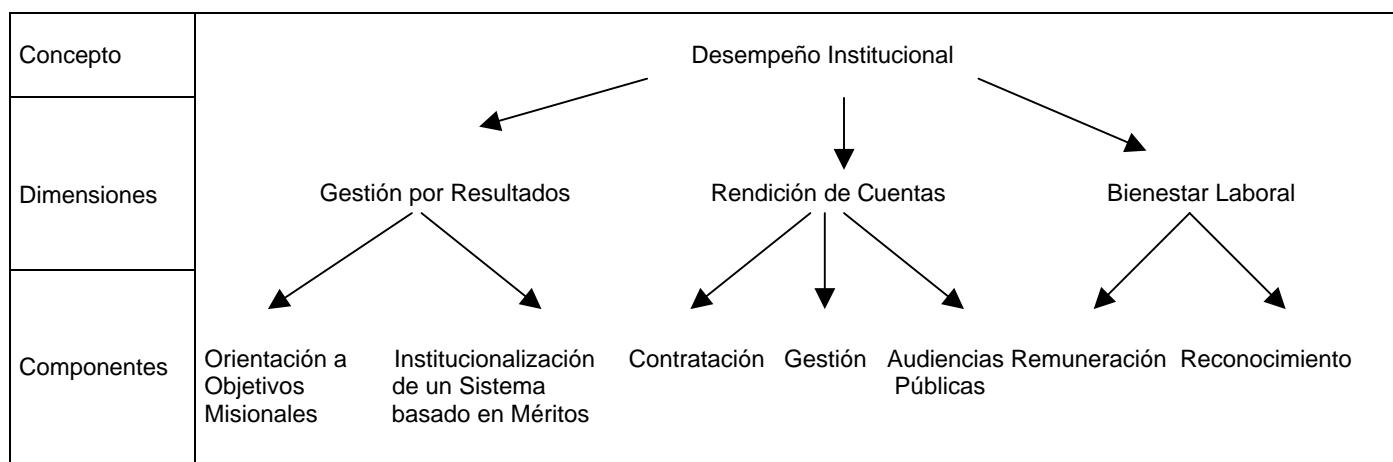 Concepto
Desempeño Institucional
Dimensiones
Gestión por Resultados
Rendición de Cuentas
Bienestar Laboral
Componentes
Orientación a
Objetivos
Misionales
Institucionalización
de un Sistema
basado en Méritos
Contratación
Gestión
Audiencias
Públicas
Remuneración
Reconocimiento